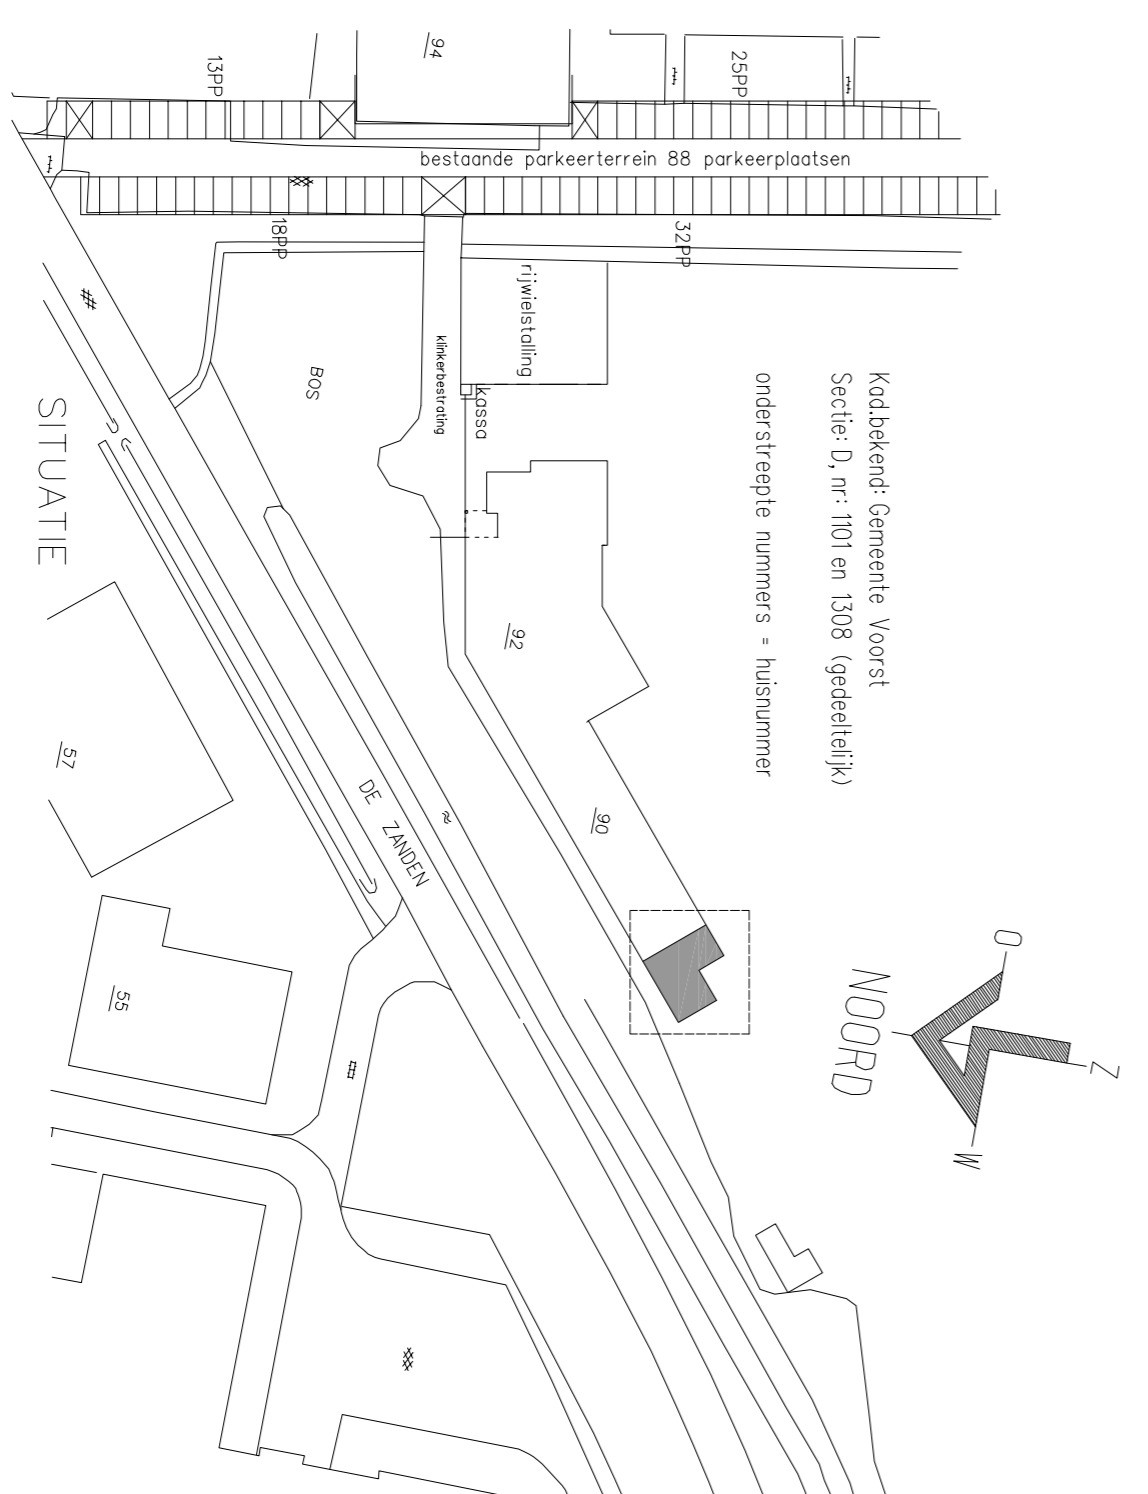 94
13PP
25PP
bestaande parkeerterrein 88 parkeerplaatsen
18PP
32PP
rijwielstalling
klinkerbestrating
kassa
BOS
Kad.bekend: Gemeente Voorst
Sectie: D, nr: 1101 en 1308 (gedeeltelijk)
onderstreepte nummers = huisnummer
SITUATIE
92
57
90
DE ZANDEN
55
O
Z
W
NOORD